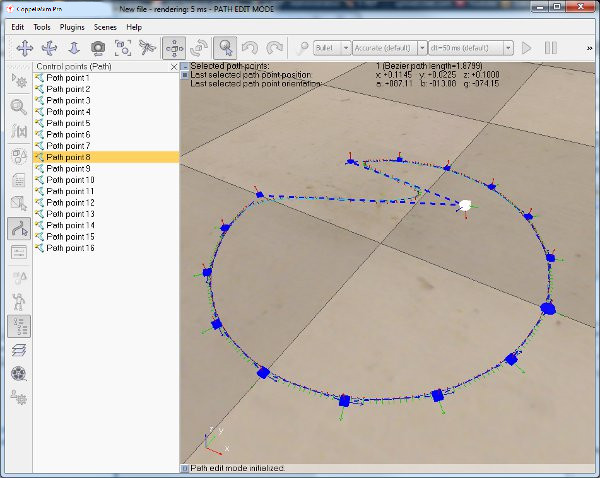 CoppeliaSim Pro
New file - rendering: 5 ms - PATH EDIT MODE
Edit Tools Plugins Scenes Help
Bullet Accurate (default) dt=50 ms (default)
Control points (Path)
Path point 1
Path point 2
Path point 3
Path point 4
Path point 5
Path point 6
Path point 7
Path point 8
Path point 9
Path point 10
Path point 11
Path point 12
Path point 13
Path point 14
Path point 15
Path point 16
Selected path points: 1 (Bezier path length=1.8799)
Last selected path point position: x: +0.1145 y: +0.0225 z: +0.1000
Last selected path point orientation: a: +087.11 b: -013.88 g: -074.15
x
Path edit mode initialized.